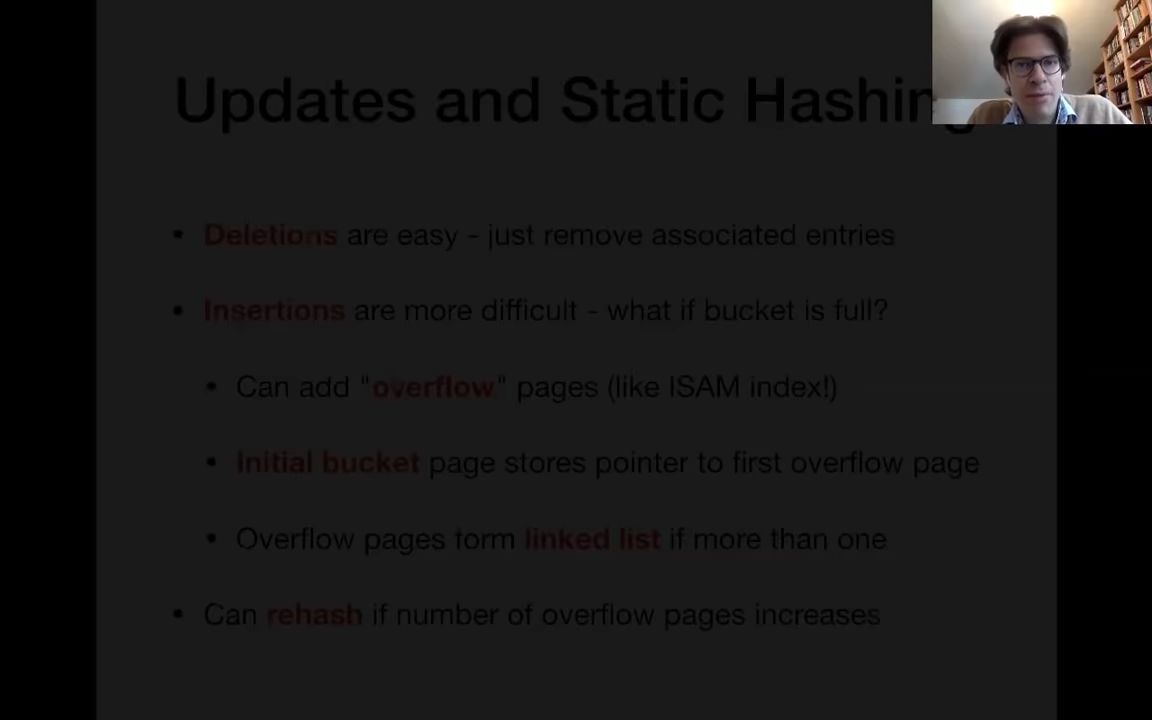 Updates and Static Hashing
• Deletions are easy - just remove associated entries
• Insertions are more difficult - what if bucket is full?
• Can add "overflow" pages (like ISAM index!)
• Initial bucket page stores pointer to first overflow page
• Overflow pages form linked list if more than one
• Can rehash if number of overflow pages increases